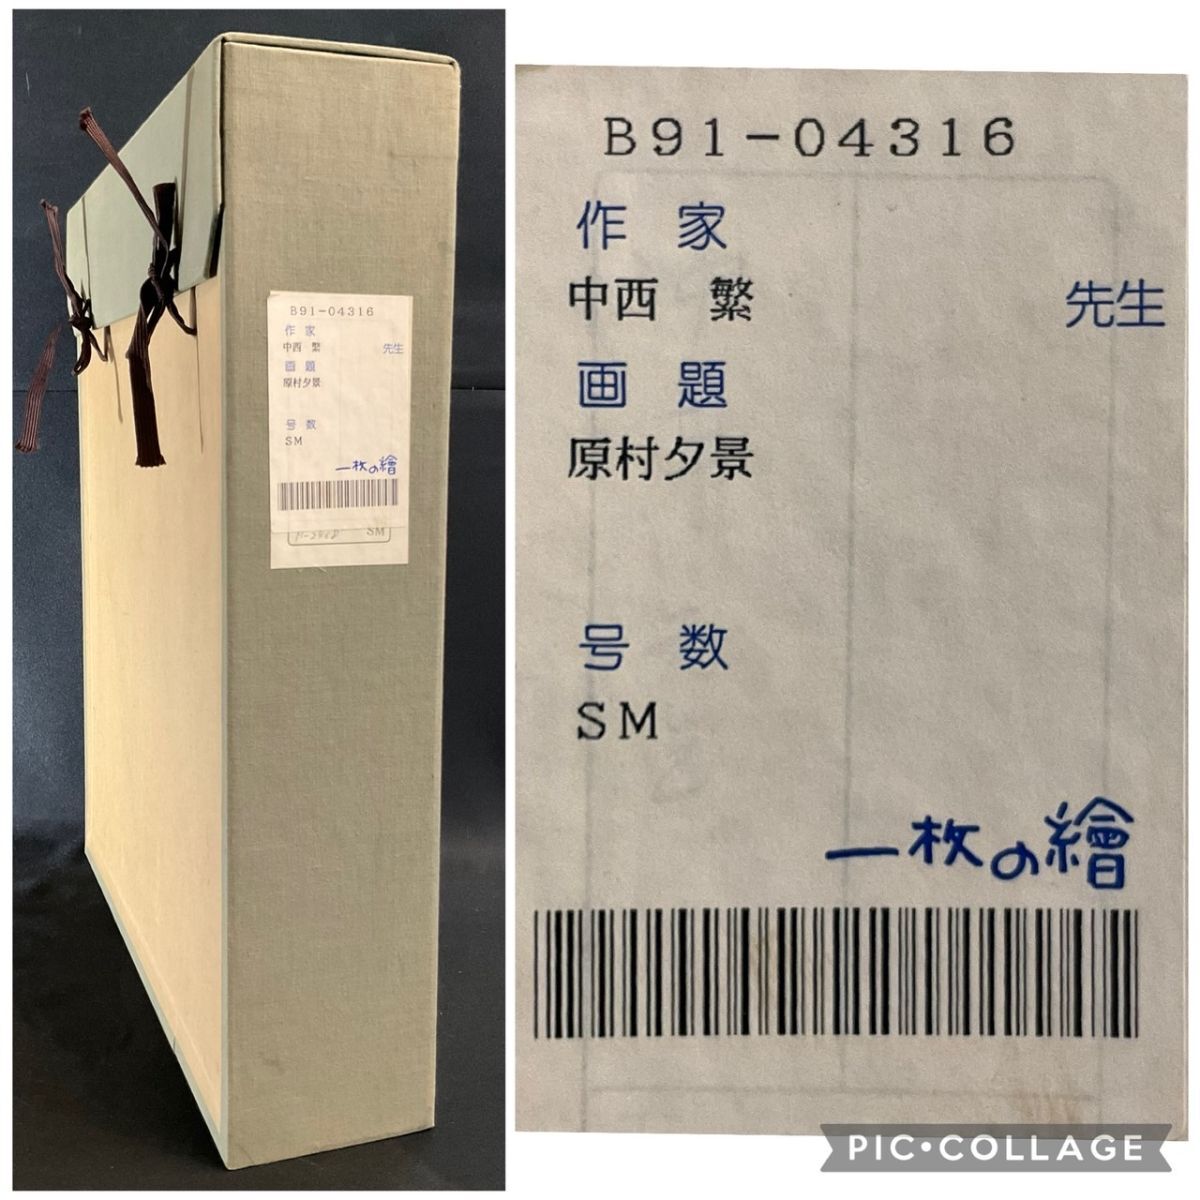 B91-04316
作家
中西 繁 先生
画題
原村夕景
号数
SM
一枚の繪
SM
B91-04316
作 家
中西 繁 先生
画 題
原村夕景
号 数
SM
一枚の繪
PIC•COLLAGE